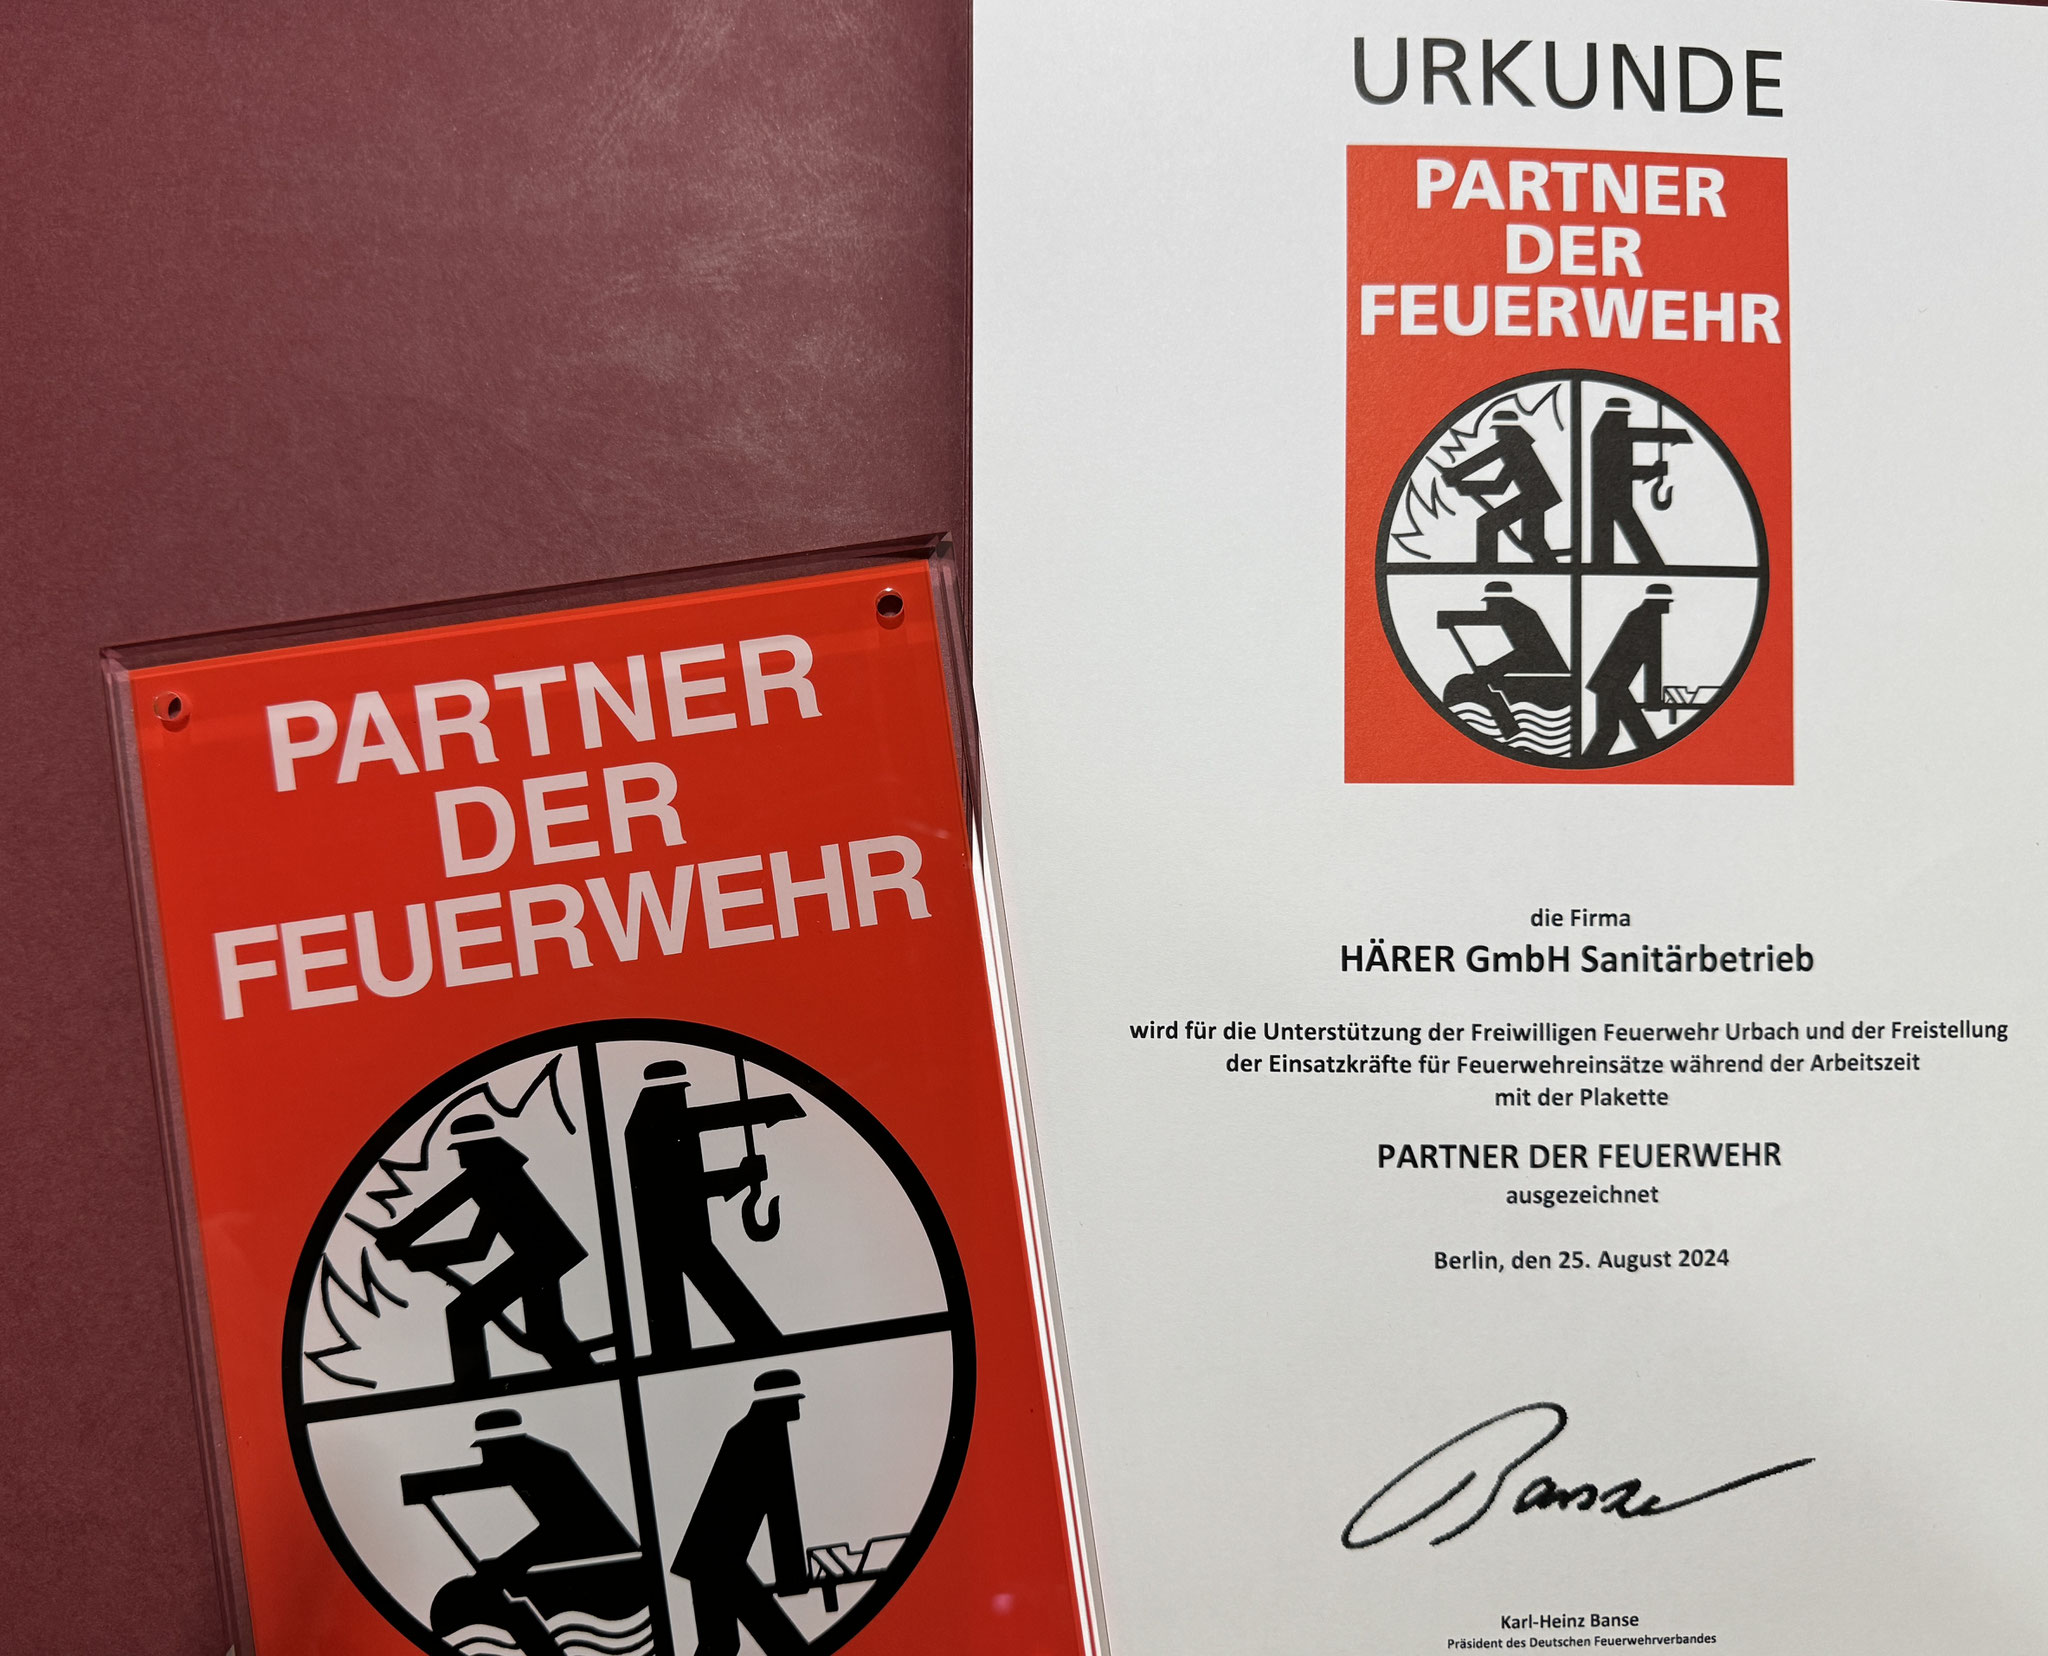 URKUNDE
PARTNER
DER
FEUERWEHR
die Firma
HÄRER GmbH Sanitärbetrieb
wird für die Unterstützung der Freiwilligen Feuerwehr Urbach und der Freistellung
der Einsatzkräfte für Feuerwehreinsätze während der Arbeitszeit
mit der Plakette
PARTNER DER FEUERWEHR
ausgezeichnet
Berlin, den 25. August 2024
Banse
Karl-Heinz Banse
Präsident des Deutschen Feuerwehrverbandes
PARTNER
DER
FEUERWEHR